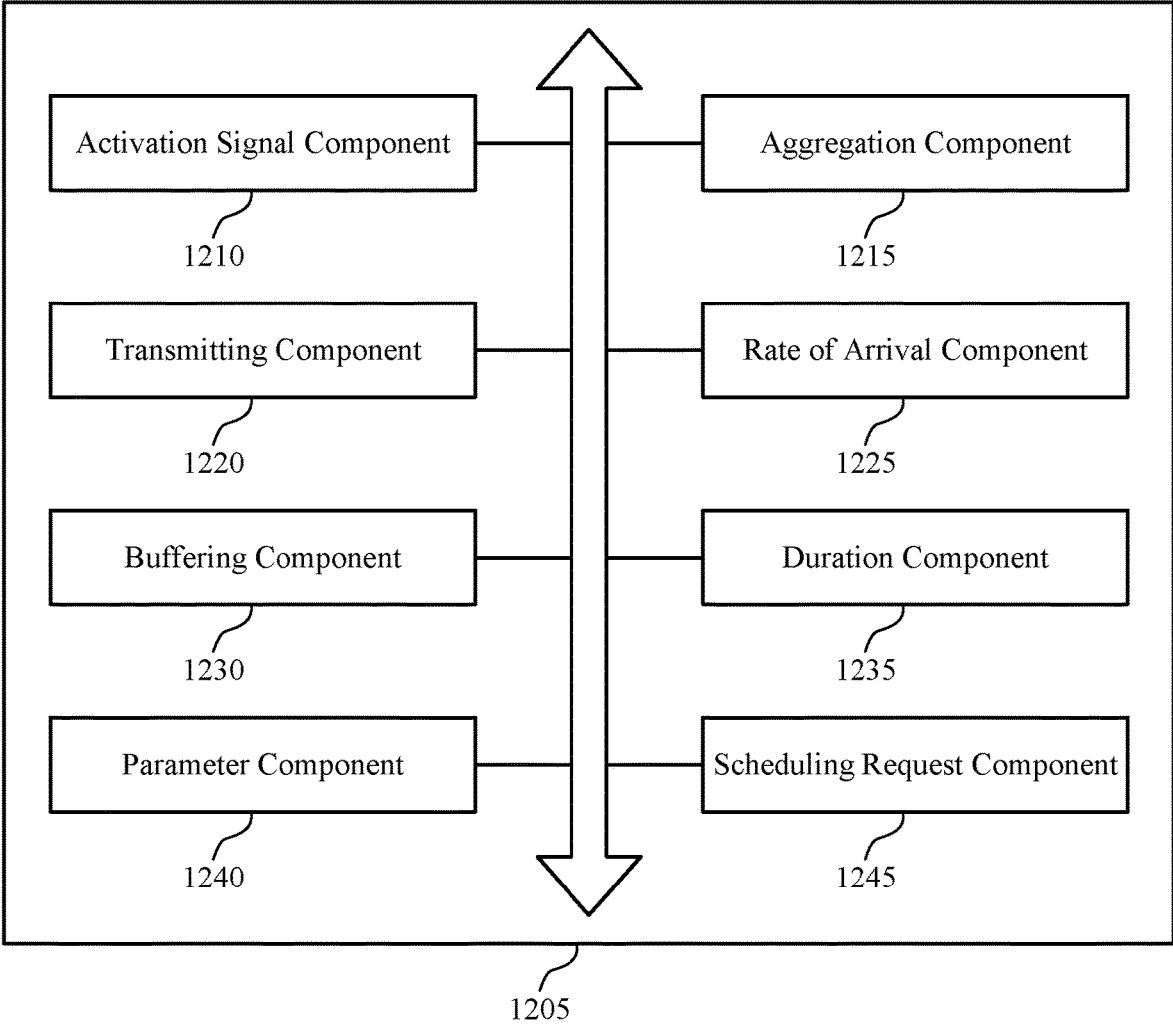 Activation Signal Component
Aggregation Component
1210
1215
Transmitting Component
Rate of Arrival Component
1220
1225
Buffering Component
Duration Component
1230
1235
Parameter Component
Scheduling Request Component
1240
1245
1205